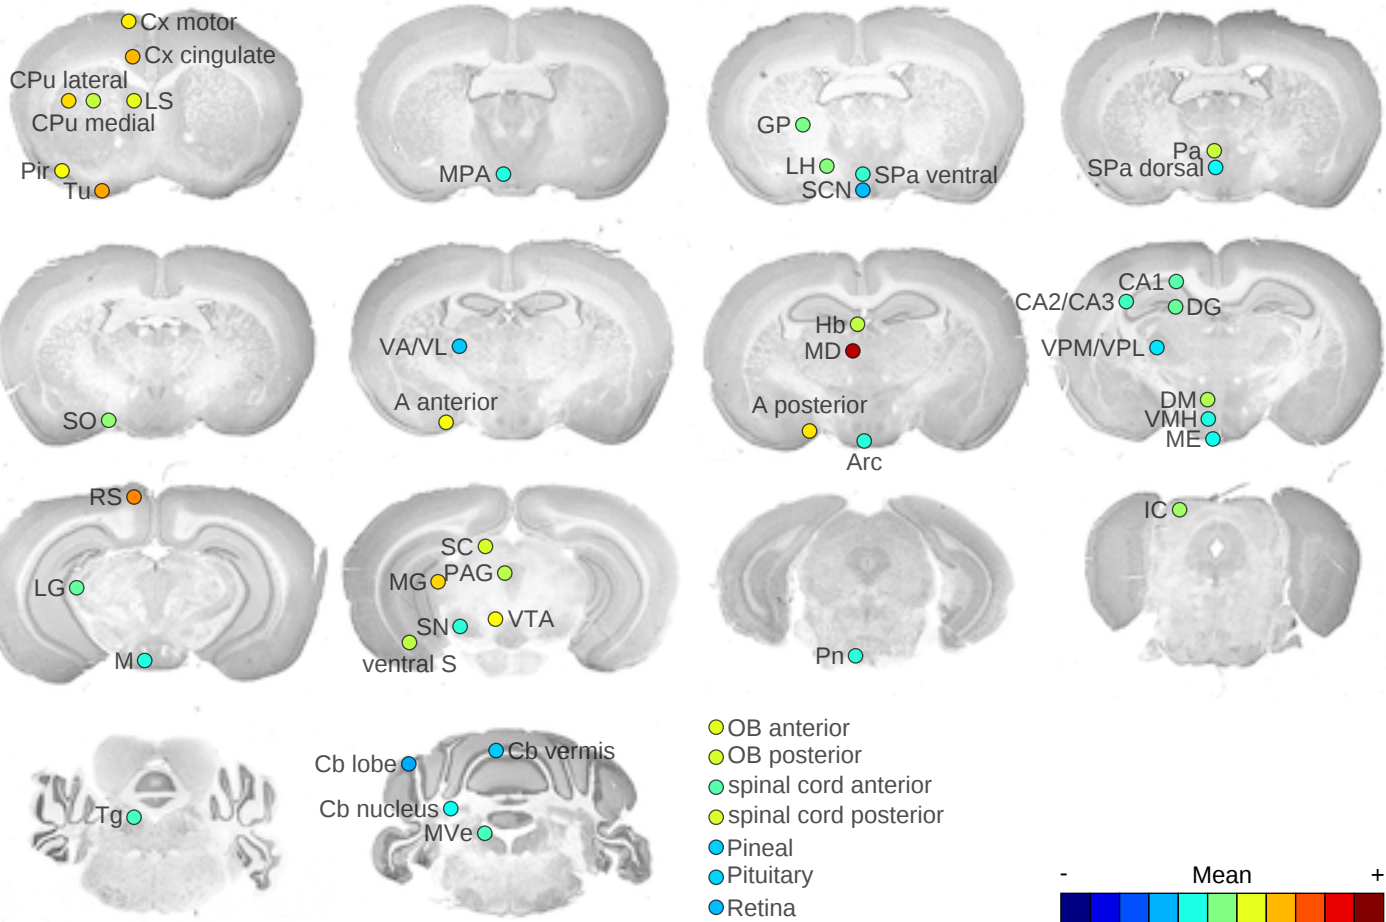 Cx motor
Cx cingulate
CPu lateral
LS
CPu medial
Pir
Tu
MPA
GP
LH
SPa ventral
SCN
Pa
SPa dorsal
SO
VA/VL
A anterior
Hb
MD
A posterior
Arc
CA1
CA2/CA3
DG
VPM/VPL
DM
VMH
ME
RS
LG
M
SC
MG
PAG
SN
VTA
ventral S
Pn
IC
Tg
Cb lobe
Cb vermis
Cb nucleus
MVe
OB anterior
OB posterior
spinal cord anterior
spinal cord posterior
Pineal
Pituitary
Retina
- Mean +